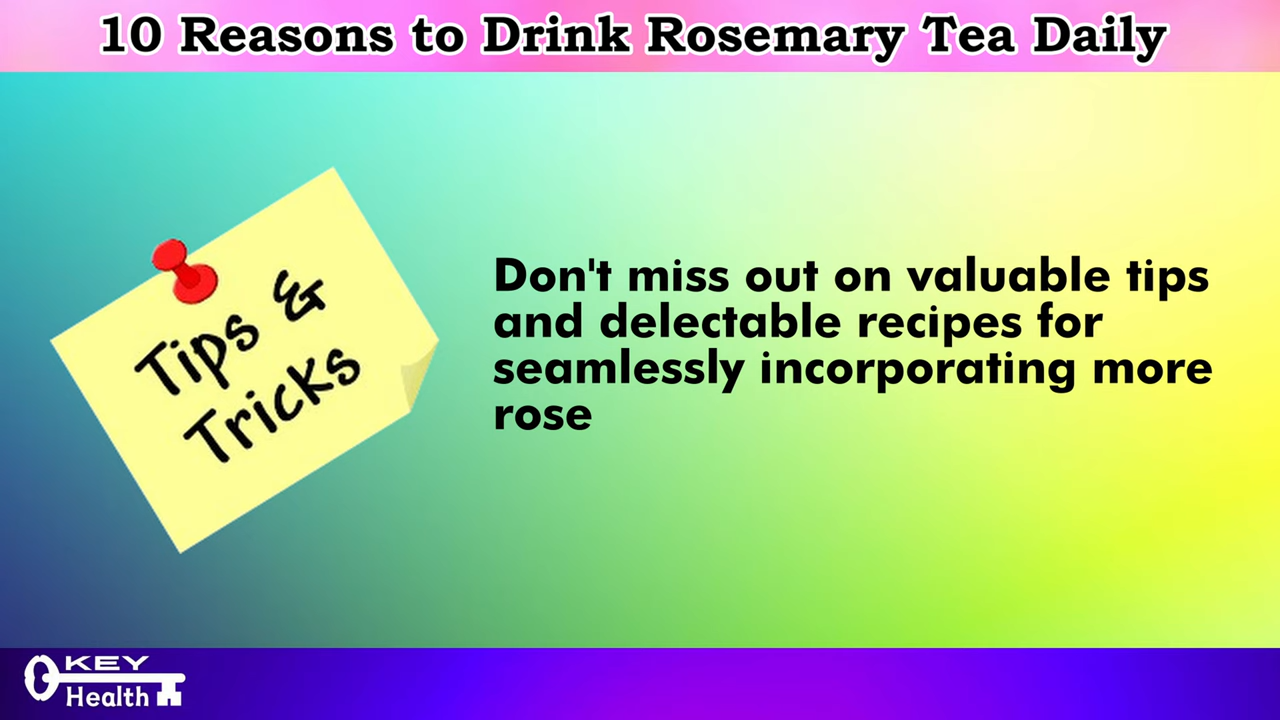 10 Reasons to Drink Rosemary Tea Daily
Tips &
Tricks
Don't miss out on valuable tips
and delectable recipes for
seamlessly incorporating more
rose
KEY
Health